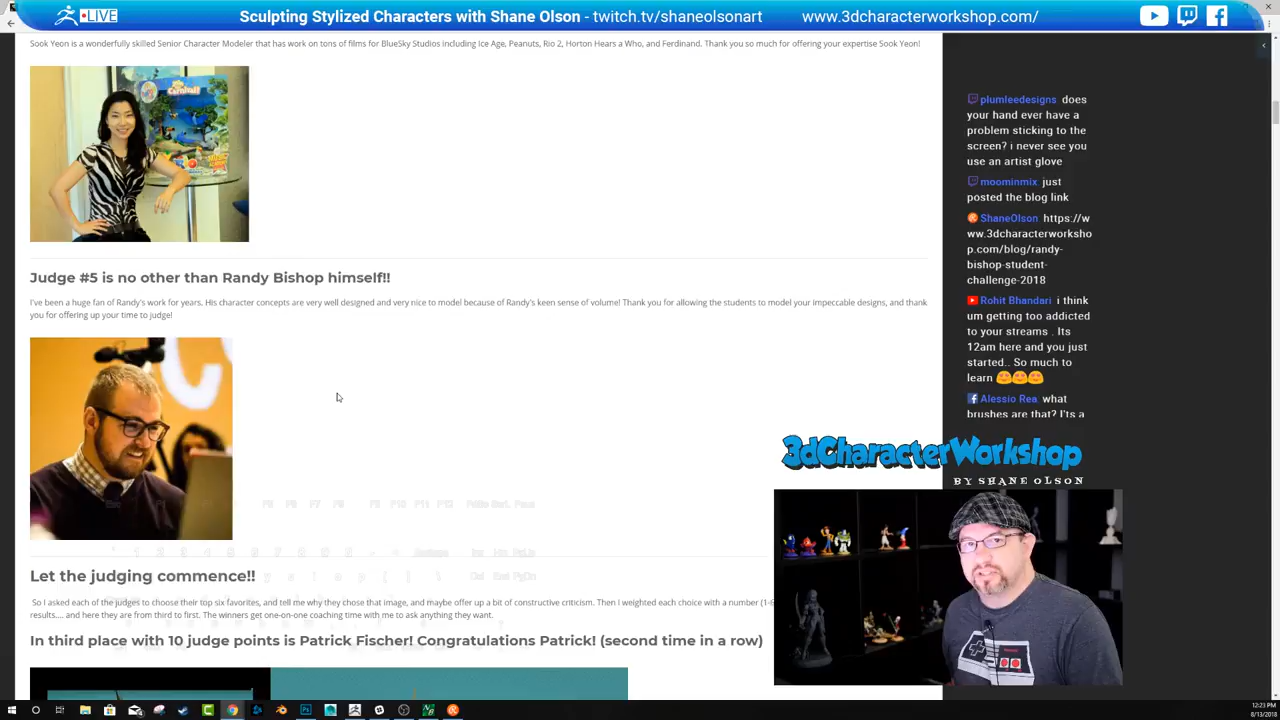 LIVE Sculpting Stylized Characters with Shane Olson - twitch.tv/shaneolsonart www.3dcharacterworkshop.com/
Sook Yeon is a wonderfully skilled Senior Character Modeler that has work on tons of films for BlueSky Studios including Ice Age, Peanuts, Rio 2, Horton Hears a Who, and Ferdinand. Thank you so much for offering your expertise Sook Yeon!
Judge #5 is no other than Randy Bishop himself!!
I've been a huge fan of Randy's work for years. His character concepts are very well designed and very nice to model because of Randy's keen sense of volume! Thank you for allowing the students to model your impeccable designs, and thank
you for offering up your time to judge!
Let the judging commence!!
So I asked each of the judges to choose their top six favorites, and tell me why they chose that image, and maybe offer up a bit of constructive criticism. Then I weighted each choice with a number (1-6
results.... and here they are from third to first. The winners get one-on-one coaching time with me to ask anything they want.
In third place with 10 judge points is Patrick Fischer! Congratulations Patrick! (second time in a row)
plumleedesigns: does
your hand ever have a
problem sticking to the
screen? i never see you
use an artist glove
moominmix: just
posted the blog link
ShaneOlson: https://w
ww.3dcharacterworksho
p.com/blog/randy-
bishop-student-
challenge-2018
Rohit Bhandari: i think
um getting too addicted
to your streams . Its
12am here and you just
started.. So much to
learn
Alessio Rea: what
brushes are that? I'ts a
3dCharacterWorkshop
BY SHANE OLSON
12:23 PM
8/13/2018